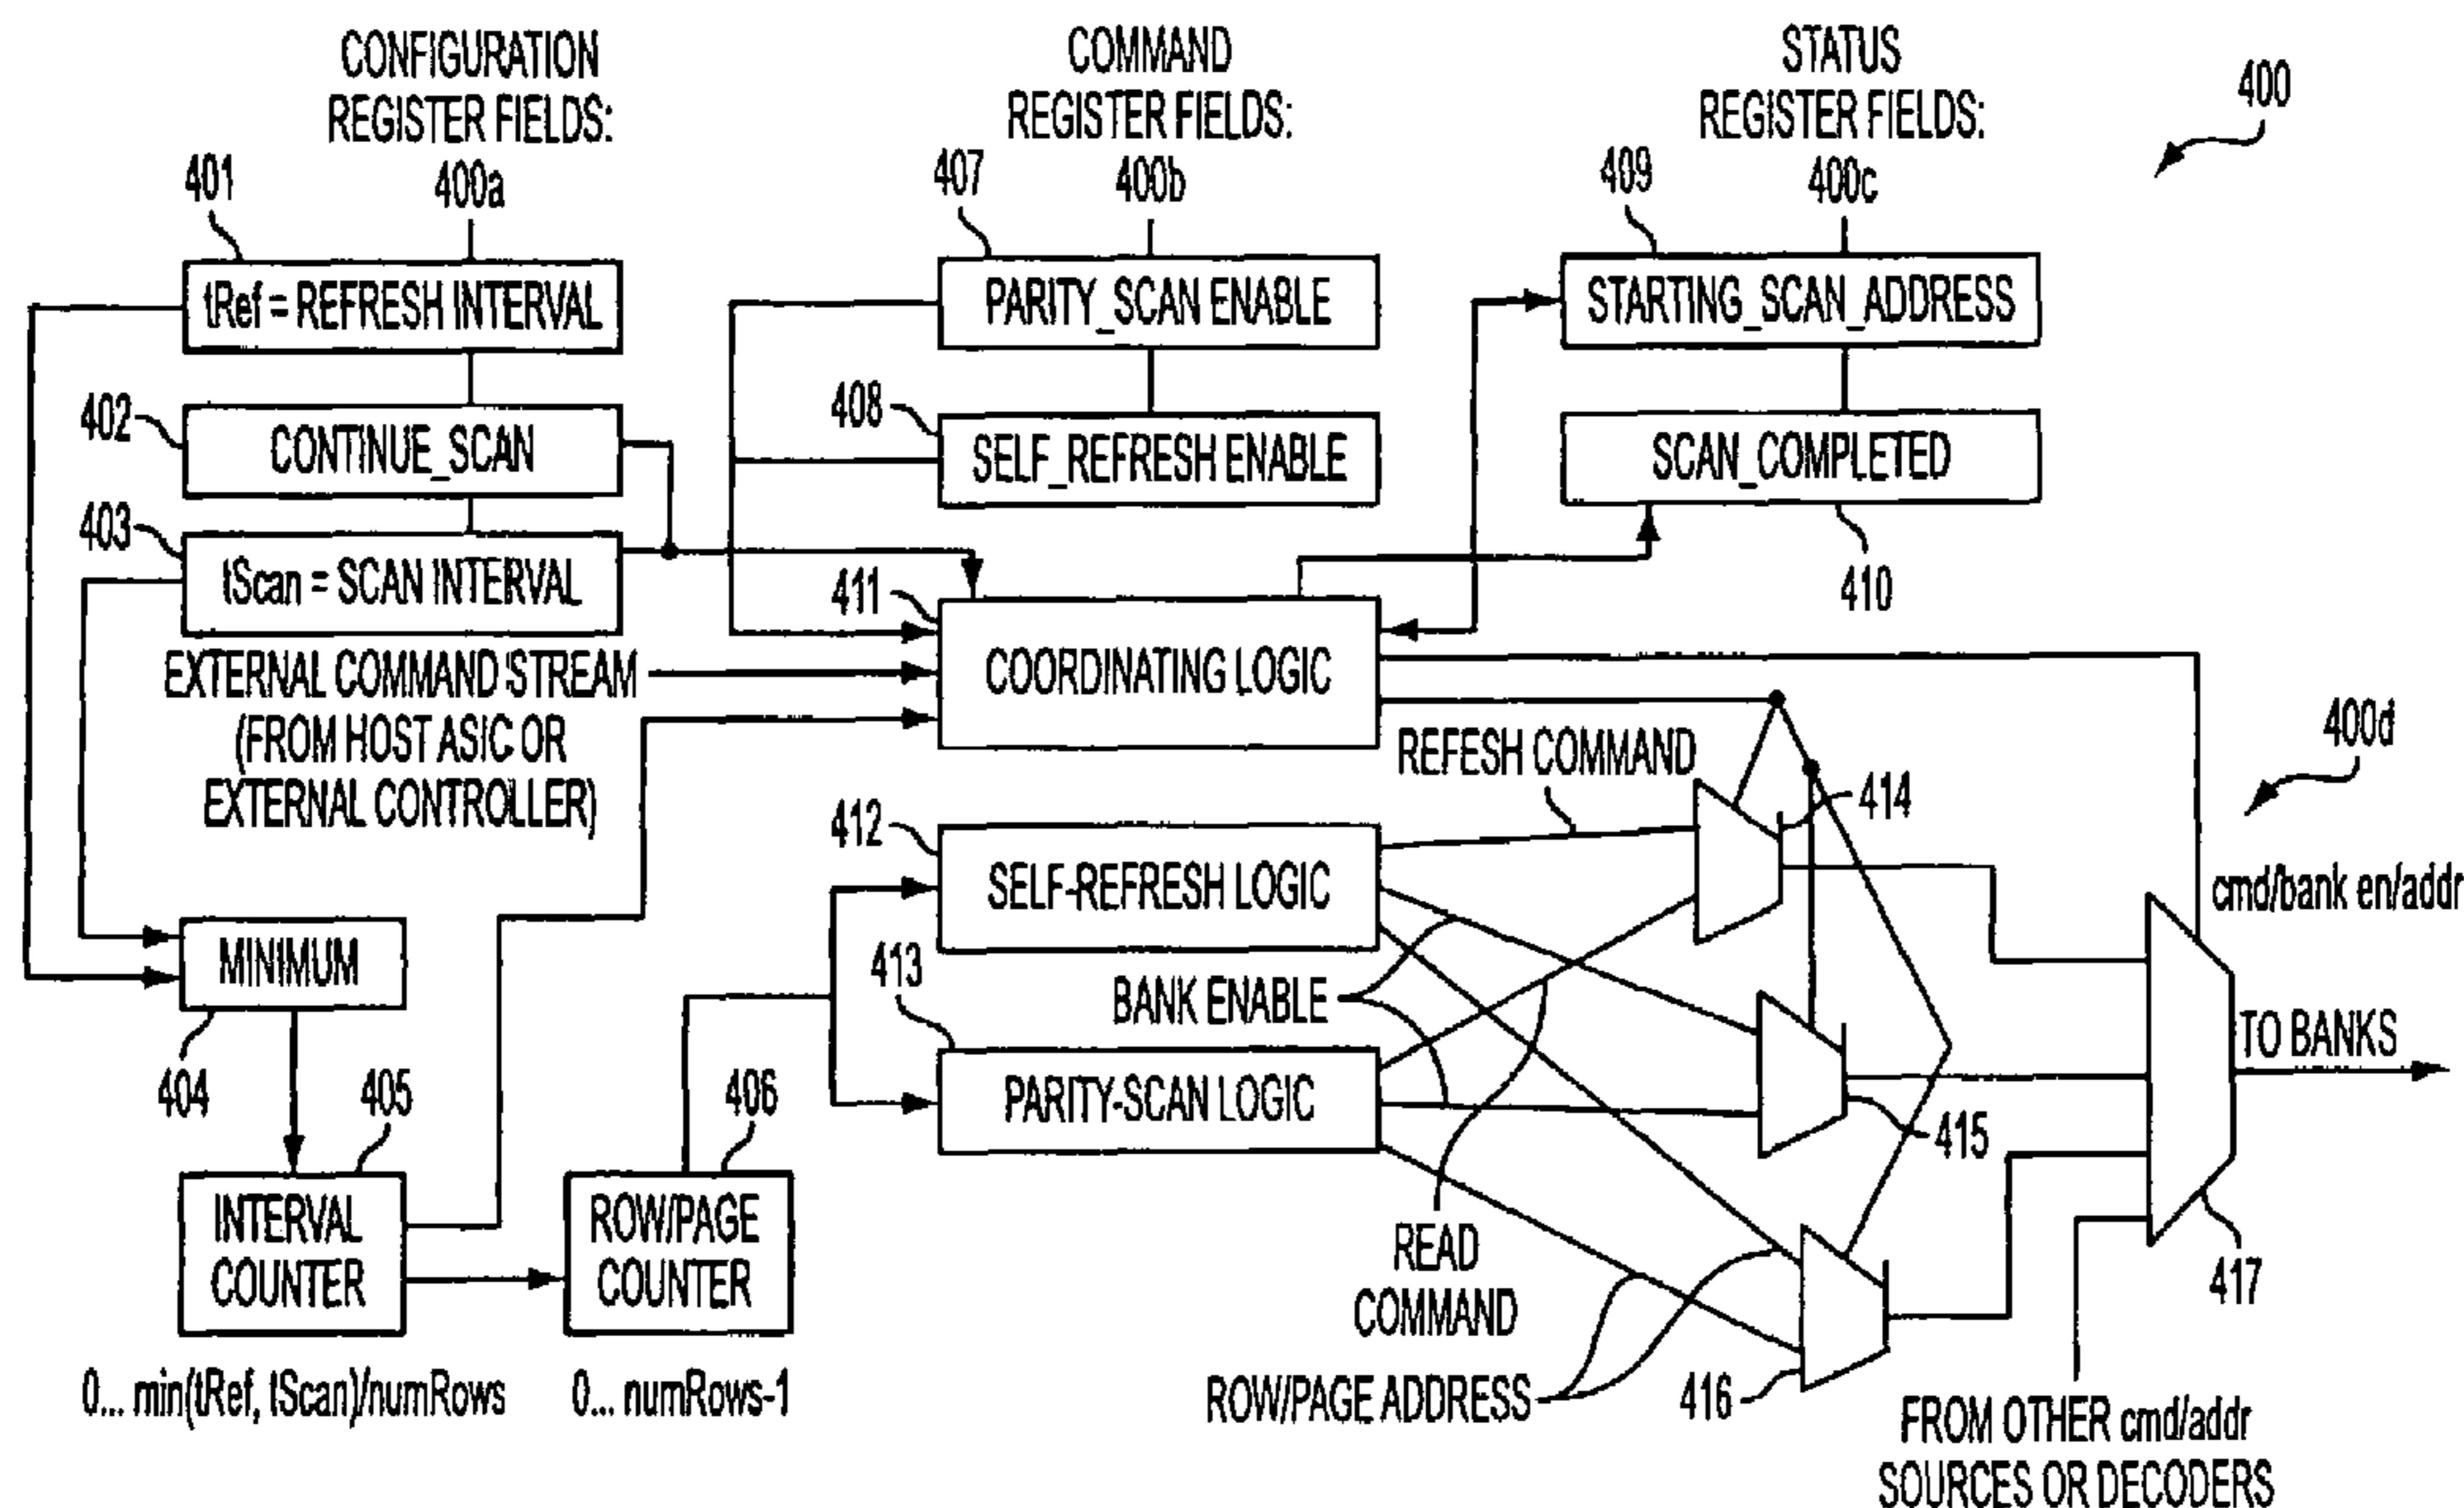 CONFIGURATION
REGISTER FIELDS:
400a
COMMAND
REGISTER FIELDS:
400b
STATUS
REGISTER FIELDS:
400c
400
401
tRef = REFRESH INTERVAL
402
CONTINUE_SCAN
403
tScan = SCAN INTERVAL
407
PARITY_SCAN ENABLE
408
SELF_REFRESH ENABLE
409
STARTING_SCAN_ADDRESS
SCAN_COMPLETED
410
EXTERNAL COMMAND STREAM
(FROM HOST ASIC OR
EXTERNAL CONTROLLER)
411
COORDINATING LOGIC
REFESH COMMAND
400d
412
SELF-REFRESH LOGIC
414
cmd/bank en/addr
MINIMUM
404
413
BANK ENABLE
PARITY-SCAN LOGIC
415
TO BANKS
405
INTERVAL
COUNTER
406
ROW/PAGE
COUNTER
READ
COMMAND
417
0... min(tRef, tScan)/numRows
0... numRows-1
ROW/PAGE ADDRESS
416
FROM OTHER cmd/addr
SOURCES OR DECODERS